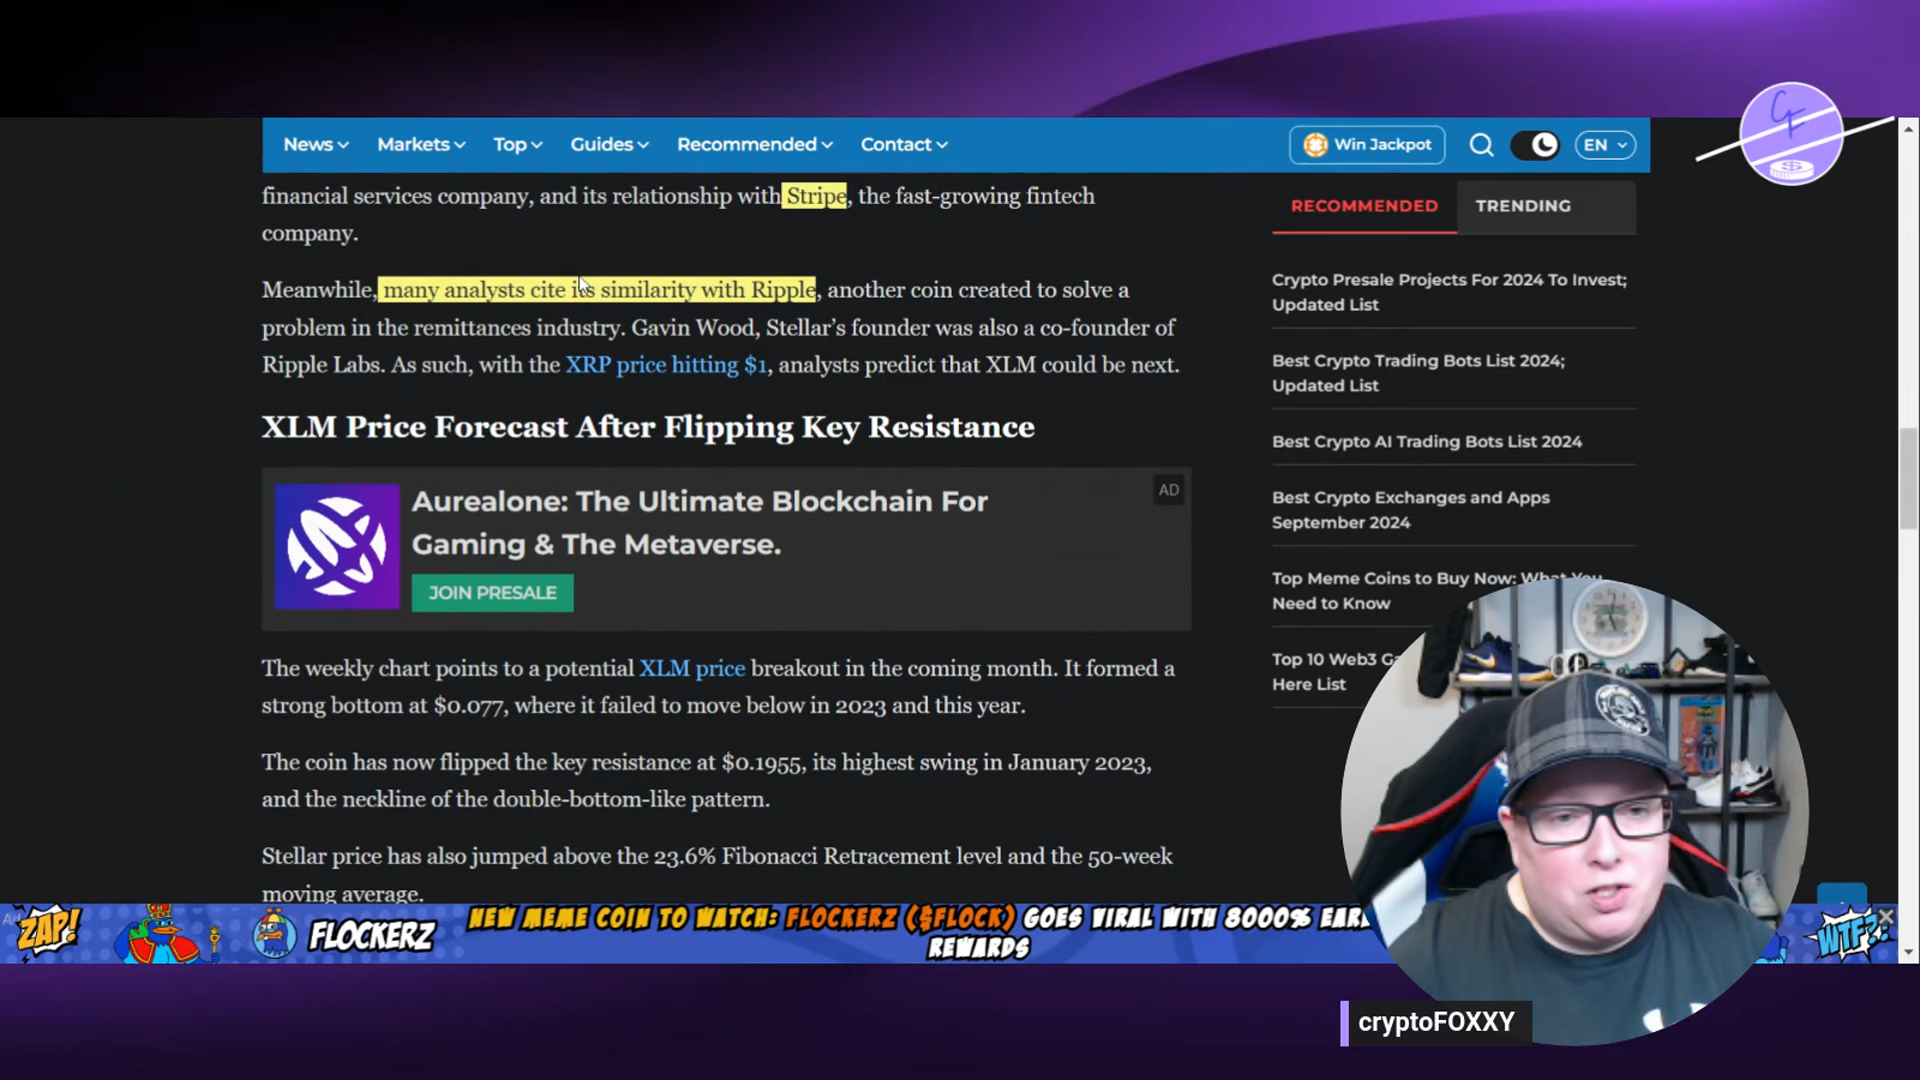 News Markets Top Guides Recommended Contact Win Jackpot EN
financial services company, and its relationship with Stripe, the fast-growing fintech
company.
Meanwhile, many analysts cite its similarity with Ripple, another coin created to solve a
problem in the remittances industry. Gavin Wood, Stellar's founder was also a co-founder of
Ripple Labs. As such, with the XRP price hitting $1, analysts predict that XLM could be next.
XLM Price Forecast After Flipping Key Resistance
Aurealone: The Ultimate Blockchain For
Gaming & The Metaverse.
AD
JOIN PRESALE
The weekly chart points to a potential XLM price breakout in the coming month. It formed a
strong bottom at $0.077, where it failed to move below in 2023 and this year.
The coin has now flipped the key resistance at $0.1955, its highest swing in January 2023,
and the neckline of the double-bottom-like pattern.
Stellar price has also jumped above the 23.6% Fibonacci Retracement level and the 50-week
moving average.
RECOMMENDED TRENDING
Crypto Presale Projects For 2024 To Invest;
Updated List
Best Crypto Trading Bots List 2024;
Updated List
Best Crypto AI Trading Bots List 2024
Best Crypto Exchanges and Apps
September 2024
Top Meme Coins to Buy Now: What You
Need to Know
Top 10 Web3
Here List
Ad
ZAP!
FLOCKERZ
NEW MEME COIN TO WATCH: FLOCKERZ ($FLOCK) GOES VIRAL WITH 8000%
REWARDS
WTF?!
cryptoFOXXY
CF
$